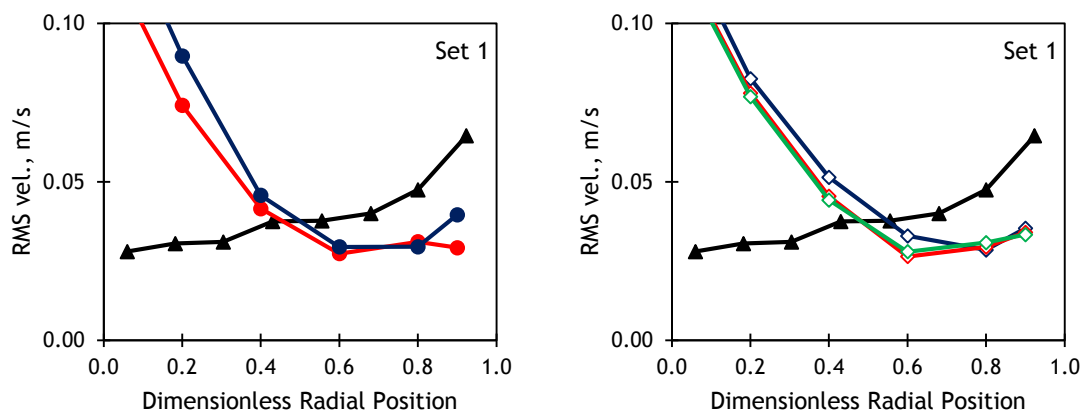 0.10
Set 1
RMS vel., m/s
0.05
0.00
0.0 0.2 0.4 0.6 0.8 1.0
Dimensionless Radial Position
0.10
Set 1
RMS vel., m/s
0.05
0.00
0.0 0.2 0.4 0.6 0.8 1.0
Dimensionless Radial Position